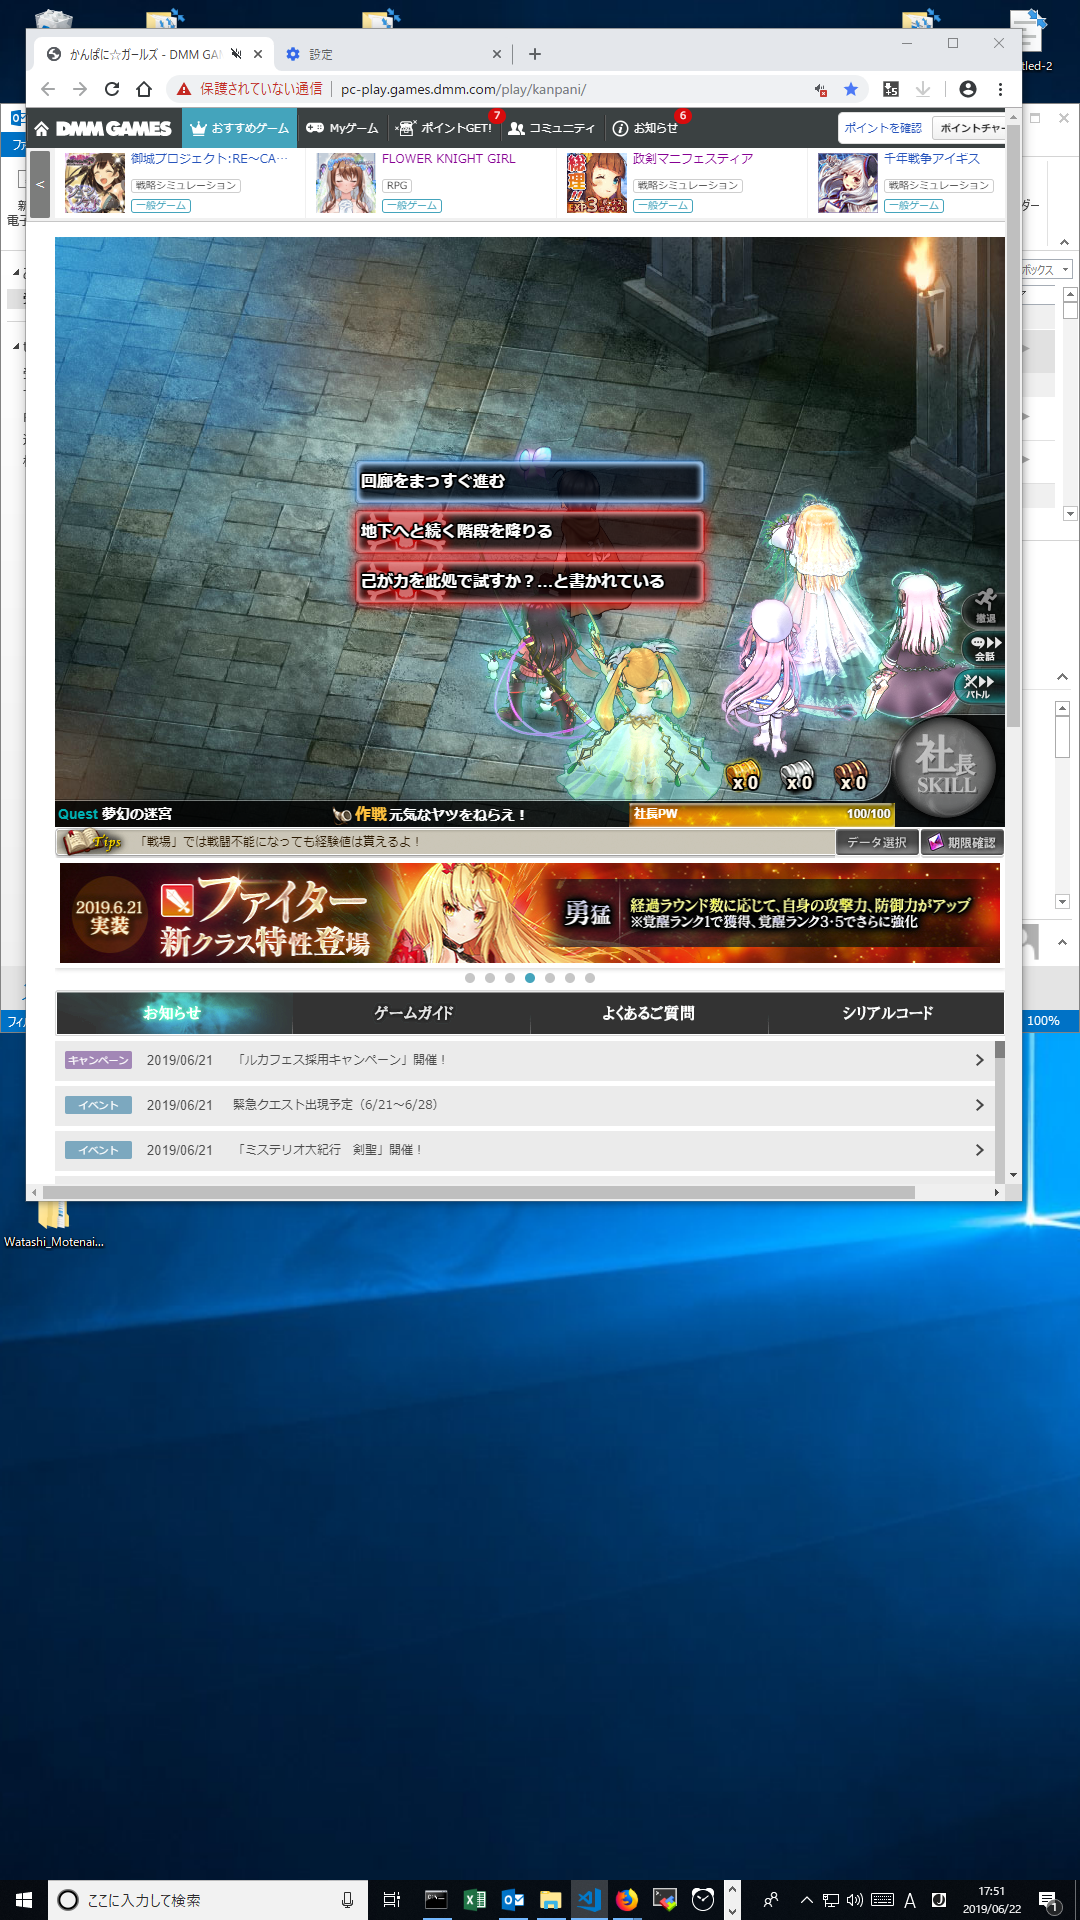 かんぱに☆ガールズ - DMM GA
設定
保護されていない通信
pc-play.games.dmm.com/play/kanpani/
DMM GAMES
おすすめゲーム
Myゲーム
ポイントGET!
7
コミュニティ
お知らせ
6
ポイントを確認
ポイントチャー
<
御城プロジェクト:RE～CA…
戦略シミュレーション
一般ゲーム
FLOWER KNIGHT GIRL
RPG
一般ゲーム
総理!!
EXP3
政剣マニフェスティア
戦略シミュレーション
一般ゲーム
千年戦争アイギス
戦略シミュレーション
一般ゲーム
回廊をまっすぐ進む
地下へと続く階段を降りる
己が力を此処で試すか？…と書かれている
撤退
会話
バトル
社長
SKILL
x0
x0
x0
Quest 夢幻の迷宮
作戦 元気なヤツをねらえ！
社長PW
100/100
Tips
「戦場」では戦闘不能になっても経験値は貰えるよ！
データ選択
期限確認
2019.6.21
実装
ファイター
新クラス特性登場
勇猛
経過ラウンド数に応じて、自身の攻撃力、防御力がアップ
※覚醒ランク1で獲得、覚醒ランク3・5でさらに強化
お知らせ
ゲームガイド
よくあるご質問
シリアルコード
キャンペーン
2019/06/21
「ルカフェス採用キャンペーン」開催！
イベント
2019/06/21
緊急クエスト出現予定（6/21～6/28）
イベント
2019/06/21
「ミステリオ大紀行　剣聖」開催！
tled-2
ボックス
100%
Watashi_Motenai...
ここに入力して検索
A
17:51
2019/06/22
1